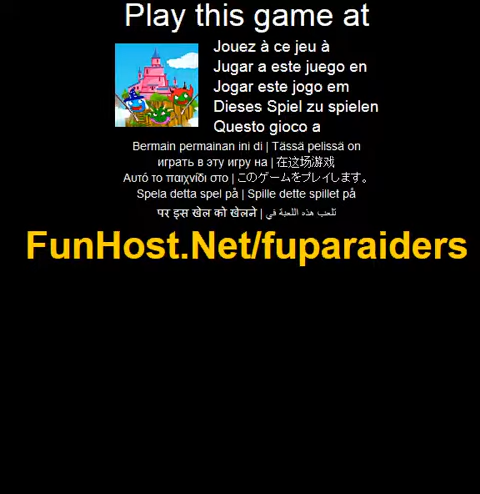 Play this game at
Jouez à ce jeu à
Jugar a este juego en
Jogar este jogo em
Dieses Spiel zu spielen
Questo gioco a
Bermain permainan ini di | Tässä pelissä on
играть в эту игру на | 在这场游戏
Αυτό το παιχνίδι στο | このゲームをプレイします。
Spela detta spel på | Spille dette spillet på
पर इस खेल को खेलने | تلعب هذه اللعبة في
FunHost.Net/fuparaiders